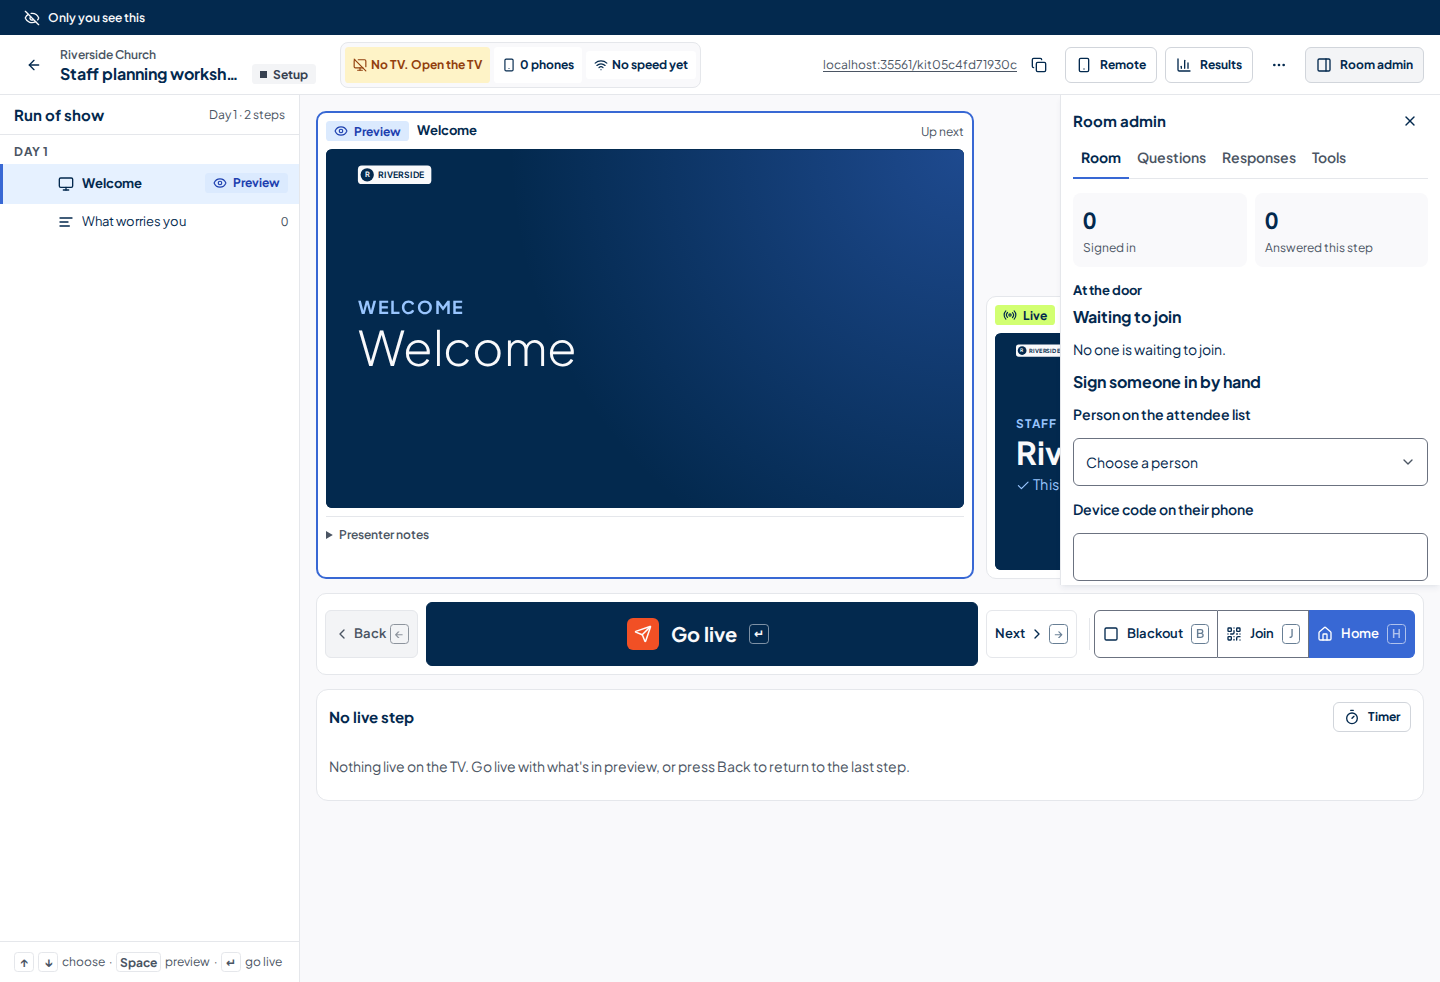 Only you see this
Riverside Church
Staff planning worksh...
Setup
No TV. Open the TV
0 phones
No speed yet
localhost:35561/kit05c4fd71930c
Remote
Results
Room admin
Run of show
Day 1 · 2 steps
DAY 1
Welcome
Preview
What worries you
0
Preview
Welcome
Up next
R RIVERSIDE
WELCOME
Welcome
Presenter notes
Live
R RIVERSIDE
STAFF
Riv
This
Room admin
Room
Questions
Responses
Tools
0
Signed in
0
Answered this step
At the door
Waiting to join
No one is waiting to join.
Sign someone in by hand
Person on the attendee list
Choose a person
Device code on their phone
Back ←
Go live ↵
Next →
Blackout B
Join J
Home H
No live step
Timer
Nothing live on the TV. Go live with what's in preview, or press Back to return to the last step.
↑ ↓ choose · Space preview · ↵ go live